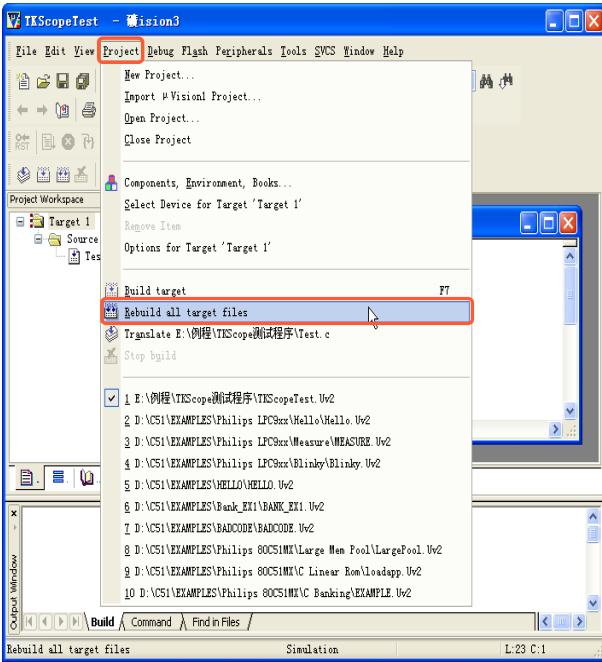 TKScopeTest - 礦ision3
File Edit View Project Debug Flash Peripherals Tools SVCS Window Help
New Project...
Import μVision1 Project...
Open Project...
Close Project
RST
Components, Environment, Books...
Project Workspace
Select Device for Target 'Target 1'
Target 1
Remove Item
Source
Options for Target 'Target 1'
Tes
Build target F7
Rebuild all target files
Translate E:\例程\TKScope测试程序\Test.c
Stop build
1 E:\例程\TKScope测试程序\TKScopeTest.Uv2
2 D:\C51\EXAMPLES\Philips LPC9xx\Hello\Hello.Uv2
3 D:\C51\EXAMPLES\Philips LPC9xx\Measure\MEASURE.Uv2
4 D:\C51\EXAMPLES\Philips LPC9xx\Blinky\Blinky.Uv2
5 D:\C51\EXAMPLES\HELLO\HELLO.Uv2
6 D:\C51\EXAMPLES\Bank_EX1\BANK_EX1.Uv2
7 D:\C51\EXAMPLES\BADCODE\BADCODE.Uv2
8 D:\C51\EXAMPLES\Philips 80C51MX\Large Mem Pool\LargePool.Uv2
9 D:\C51\EXAMPLES\Philips 80C51MX\C Linear Rom\loadapp.Uv2
10 D:\C51\EXAMPLES\Philips 80C51MX\C Banking\EXAMPLE.Uv2
Output Window
Build Command Find in Files
Rebuild all target files Simulation L:23 C:1